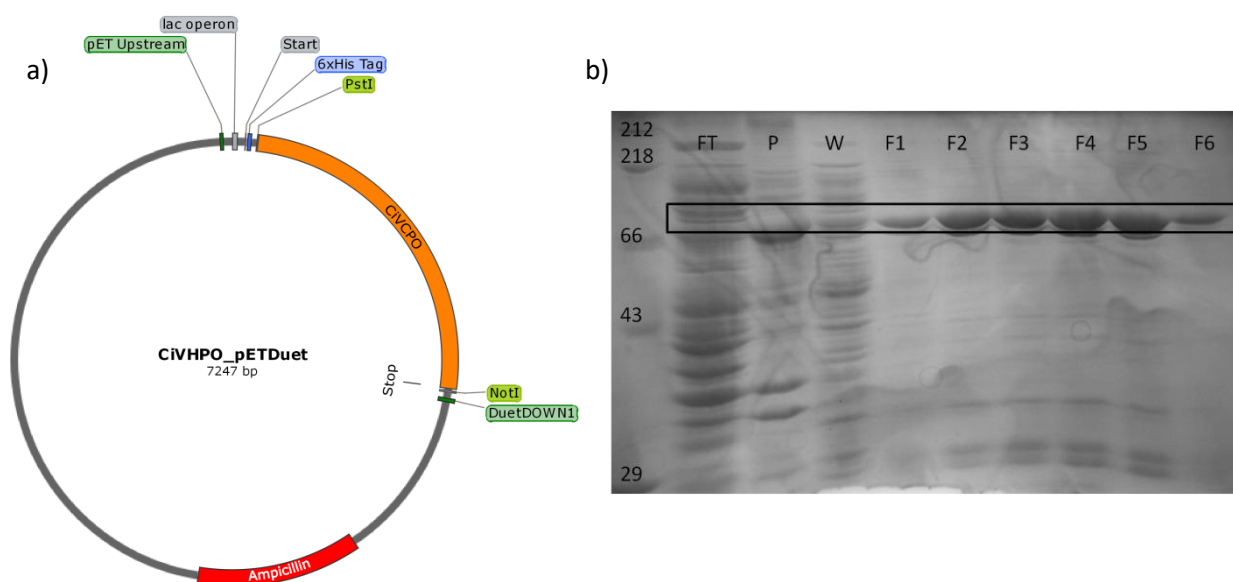 a)
lac operon
pET Upstream
Start
6xHis Tag
PstI
CiVCPO
CiVHPO_pETDuet
7247 bp
Stop
NotI
DuetDOWN1
Ampicillin
b)
212
218
66
43
29
FT P W F1 F2 F3 F4 F5 F6